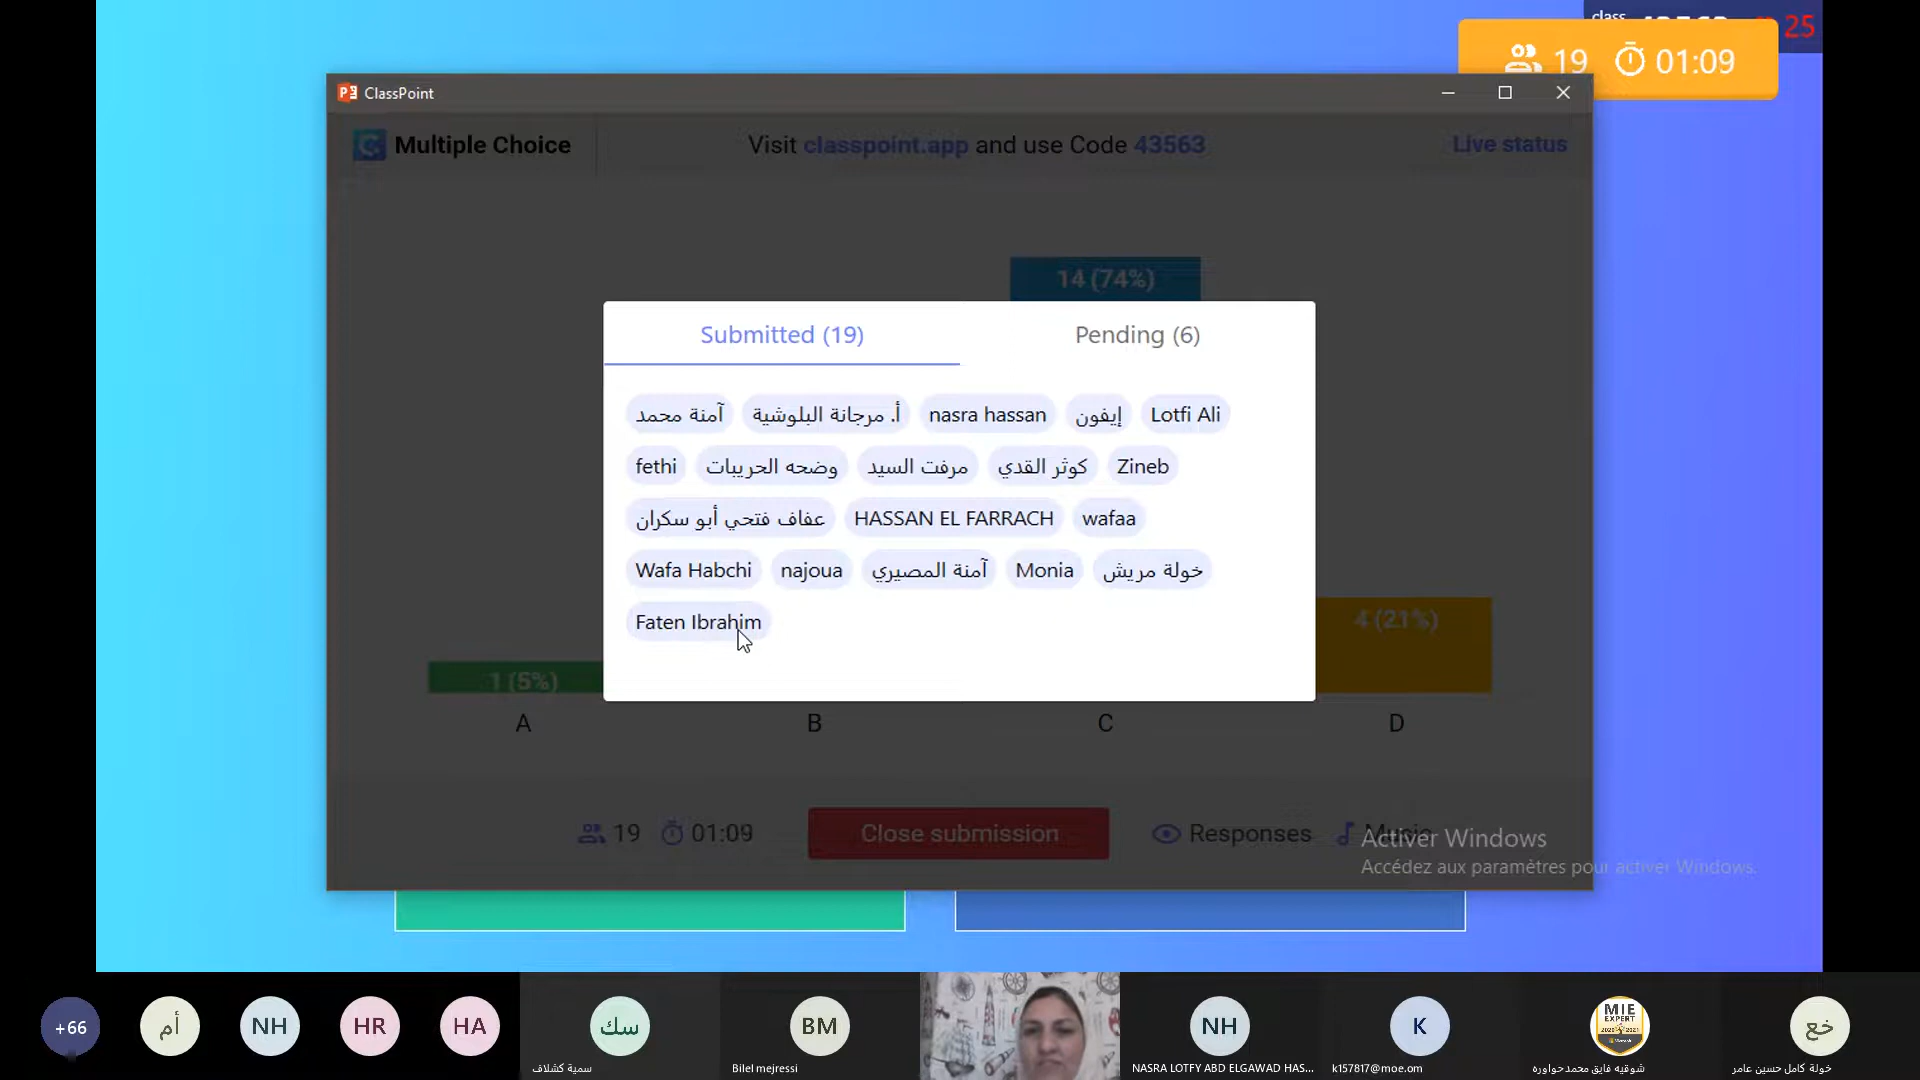 class
25
19 01:09
ClassPoint
Multiple Choice
Visit classpoint.app and use Code 43563
Live status
14 (74%)
Submitted (19)
Pending (6)
آمنة محمد
أ. مرجانة البلوشية
nasra hassan
إيفون
Lotfi Ali
fethi
وضحه الحريبات
مرفت السيد
كوثر القدي
Zineb
عفاف فتحي أبو سكران
HASSAN EL FARRACH
wafaa
Wafa Habchi
najoua
آمنة المصيري
Monia
خولة مريش
Faten Ibrahim
1 (5%)
4 (21%)
A
B
C
D
19 01:09
Close submission
Responses
Music
Activer Windows
Accédez aux paramètres pour activer Windows.
+66
أم
NH
HR
HA
سك
سمية كشلاف
BM
Bilel mejressi
NH
NASRA LOTFY ABD ELGAWAD HAS...
K
k157817@moe.om
MIE
EXPERT
شوقيه فايق محمدحواوره
خع
خولة كامل حسين عامر